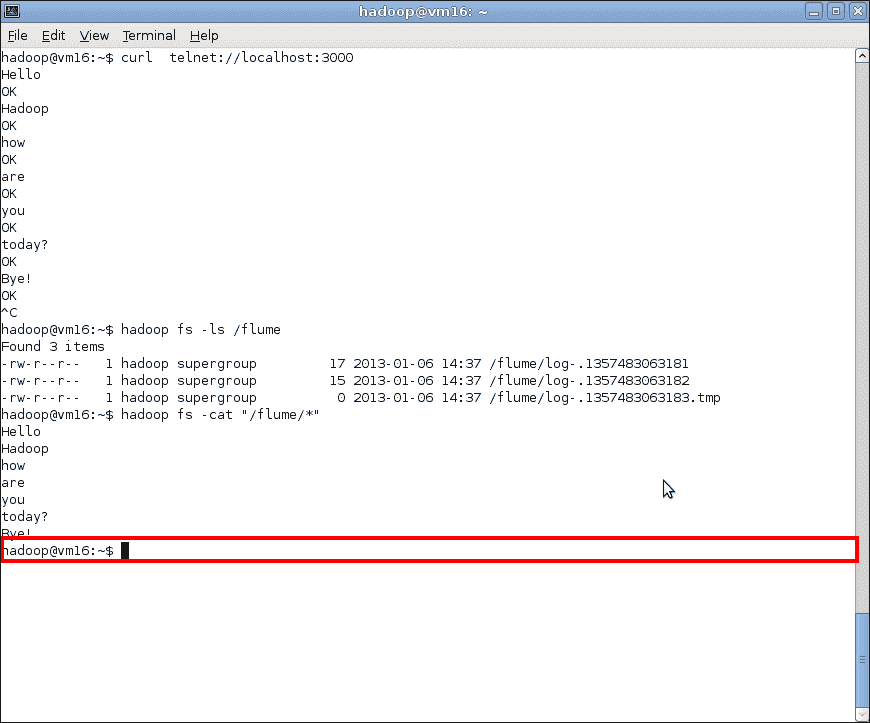 hadoop@vm16: ~
File Edit View Terminal Help
hadoop@vm16:~$ curl  telnet://localhost:3000
Hello
OK
Hadoop
OK
how
OK
are
OK
you
OK
today?
OK
Bye!
OK
^C
hadoop@vm16:~$ hadoop fs -ls /flume
Found 3 items
-rw-r--r--   1 hadoop supergroup         17 2013-01-06 14:37 /flume/log-.1357483063181
-rw-r--r--   1 hadoop supergroup         15 2013-01-06 14:37 /flume/log-.1357483063182
-rw-r--r--   1 hadoop supergroup          0 2013-01-06 14:37 /flume/log-.1357483063183.tmp
hadoop@vm16:~$ hadoop fs -cat "/flume/*"
Hello
Hadoop
how
are
you
today?
Bye!
hadoop@vm16:~$